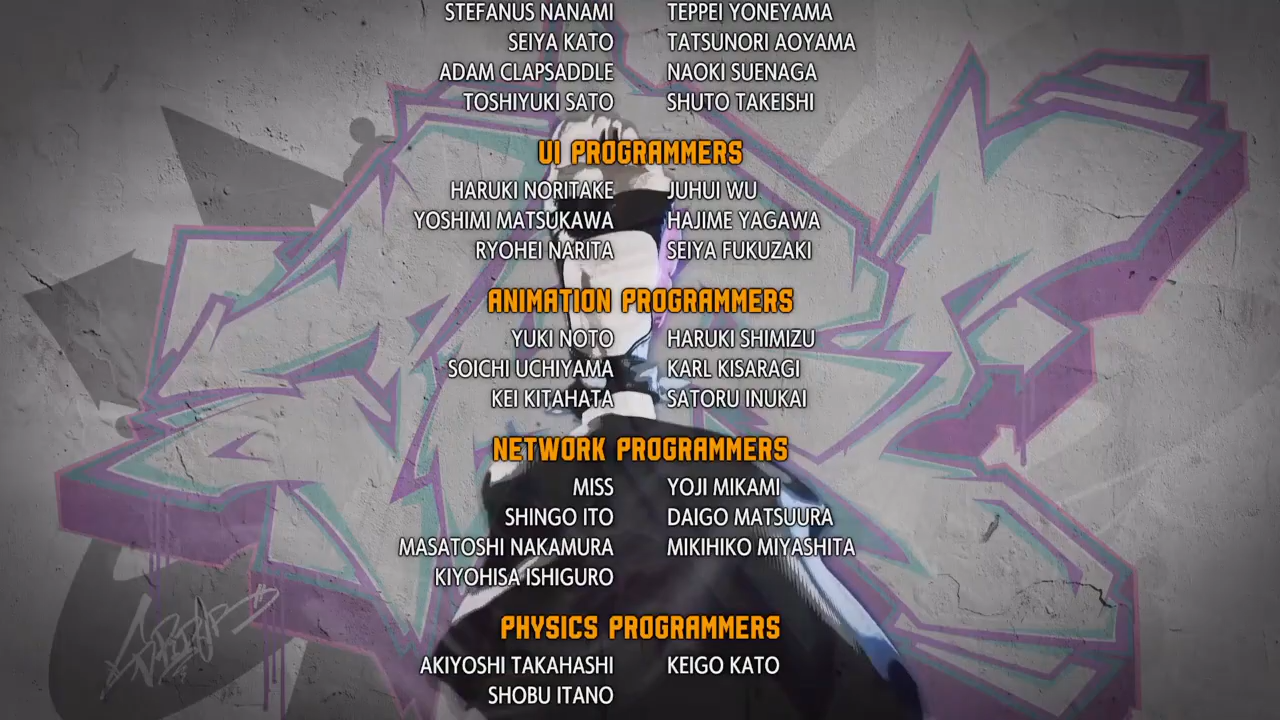 STEFANUS NANAMI TEPPEI YONEYAMA
SEIYA KATO TATSUNORI AOYAMA
ADAM CLAPSADDLE NAOKI SUENAGA
TOSHIYUKI SATO SHUTO TAKEISHI
UI PROGRAMMERS
HARUKI NORITAKE JUHUI WU
YOSHIMI MATSUKAWA HAJIME YAGAWA
RYOHEI NARITA SEIYA FUKUZAKI
ANIMATION PROGRAMMERS
YUKI NOTO HARUKI SHIMIZU
SOICHI UCHIYAMA KARL KISARAGI
KEI KITAHATA SATORU INUKAI
NETWORK PROGRAMMERS
MISS YOJI MIKAMI
SHINGO ITO DAIGO MATSUURA
MASATOSHI NAKAMURA MIKIHIKO MIYASHITA
KIYOHISA ISHIGURO
PHYSICS PROGRAMMERS
AKIYOSHI TAKAHASHI KEIGO KATO
SHOBU ITANO